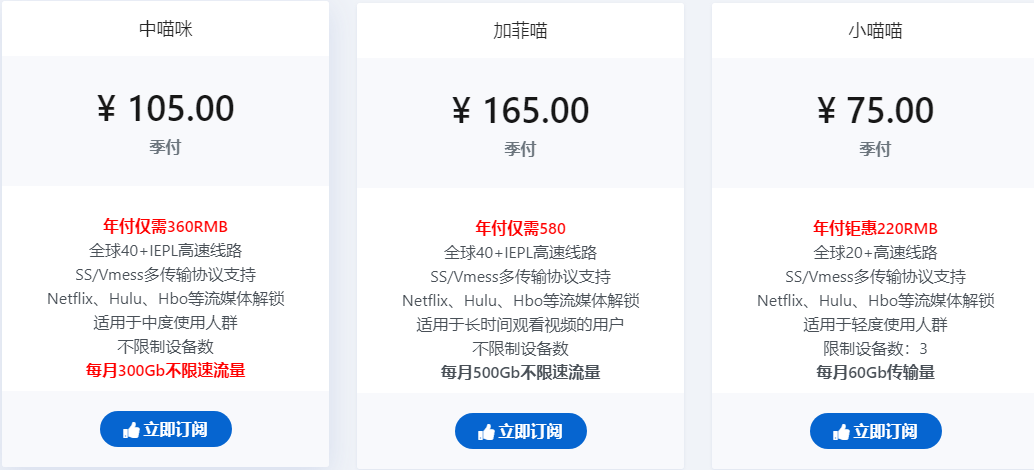 中喵咪
¥ 105.00
季付
年付仅需360RMB
全球40+IEPL高速线路
SS/Vmess多传输协议支持
Netflix、Hulu、Hbo等流媒体解锁
适用于中度使用人群
不限制设备数
每月300Gb不限速流量
立即订阅
加菲喵
¥ 165.00
季付
年付仅需580
全球40+IEPL高速线路
SS/Vmess多传输协议支持
Netflix、Hulu、Hbo等流媒体解锁
适用于长时间观看视频的用户
不限制设备数
每月500Gb不限速流量
立即订阅
小喵喵
¥ 75.00
季付
年付钜惠220RMB
全球20+高速线路
SS/Vmess多传输协议支持
Netflix、Hulu、Hbo等流媒体解锁
适用于轻度使用人群
限制设备数：3
每月60Gb传输量
立即订阅